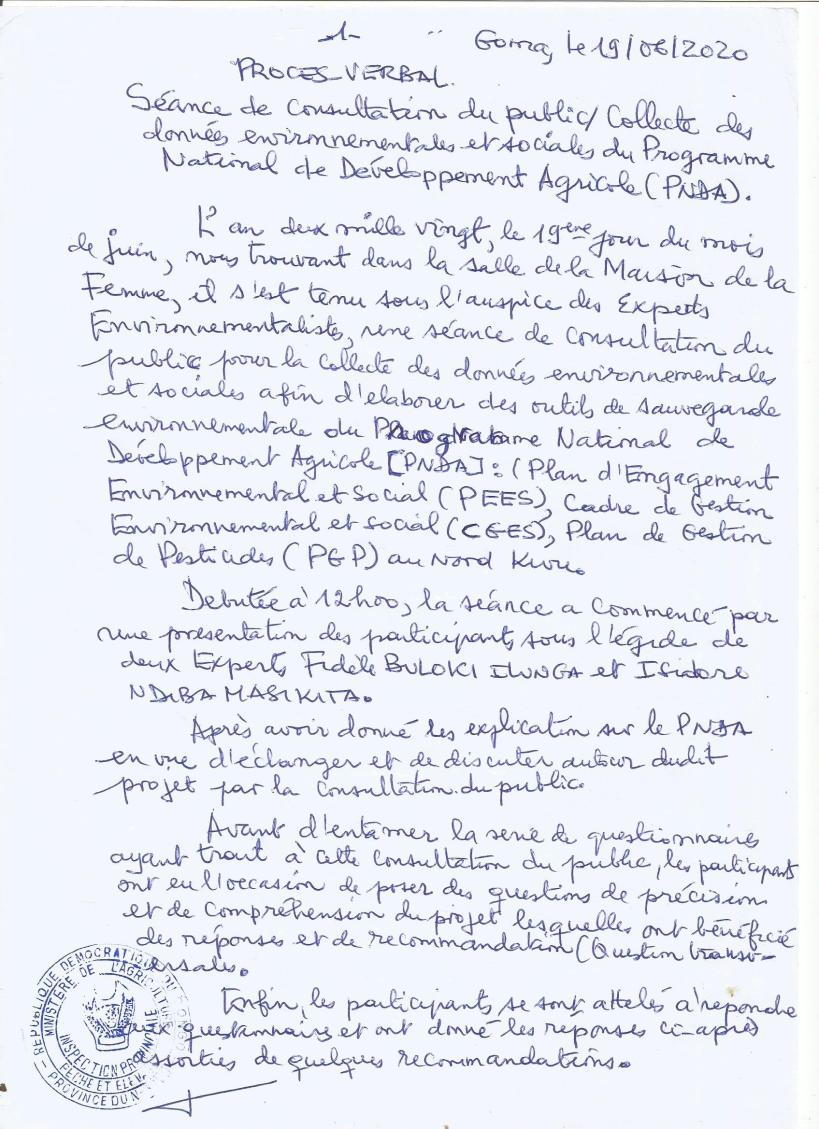 -1-
Goma, le 19/06/2020
PROCES-VERBAL.
Séance de Consultation du public/ Collecte des
données environnementales et sociales du Programme
National de Développement Agricole (PNDA).
L'an deux mille vingt, le 19ème jour du mois
de juin, nous trouvant dans la salle de la Maison de la
Femme, il s'est tenu sous l'auspice des Experts
Environnementaliste, une séance de Consultation du
public pour la Collecte des données environnementales
et sociales afin d'elaborer des outils de sauvegarde
environnementale du Programme National de
Développement Agricole [PNDA] : (Plan d'Engagement
Environnemental et Social (PEES), Cadre de Gestion
Environnemental et social (CGES), Plan de Gestion
de Pesticides (PGP) au Nord Kivu.
Debutée à 12h00, la séance a commencé par
une présentation des participants sous l'égide de
deux Experts Fidèle BULOKI ILUNGA et Isidore
NDIBA MASIKITA.
Après avoir donné les explication sur le PNDA
en vue d'échanger et de discuter autour dudit
projet par la Consultation du public.
Avant d'entamer la serie de questionnaires
ayant trait à cette Consultation du public, les participants
ont eu l'occasion de poser des questions de précision
et de Compréhension du projet lesquelles ont bénéficié
des réponses et de recommandation (Question transv-
ersales.
Enfin, les participants se sont attelés à repondre
aux questionnaires et ont donné les reponses ci-après
assorties de quelques recommandations.
REPUBLIQUE DEMOCRATIQUE DU
MINISTERE DE L'AGRICULTURE
INSPECTION PROVINCIALE
PECHE ET ELEV
PROVINCE DU N